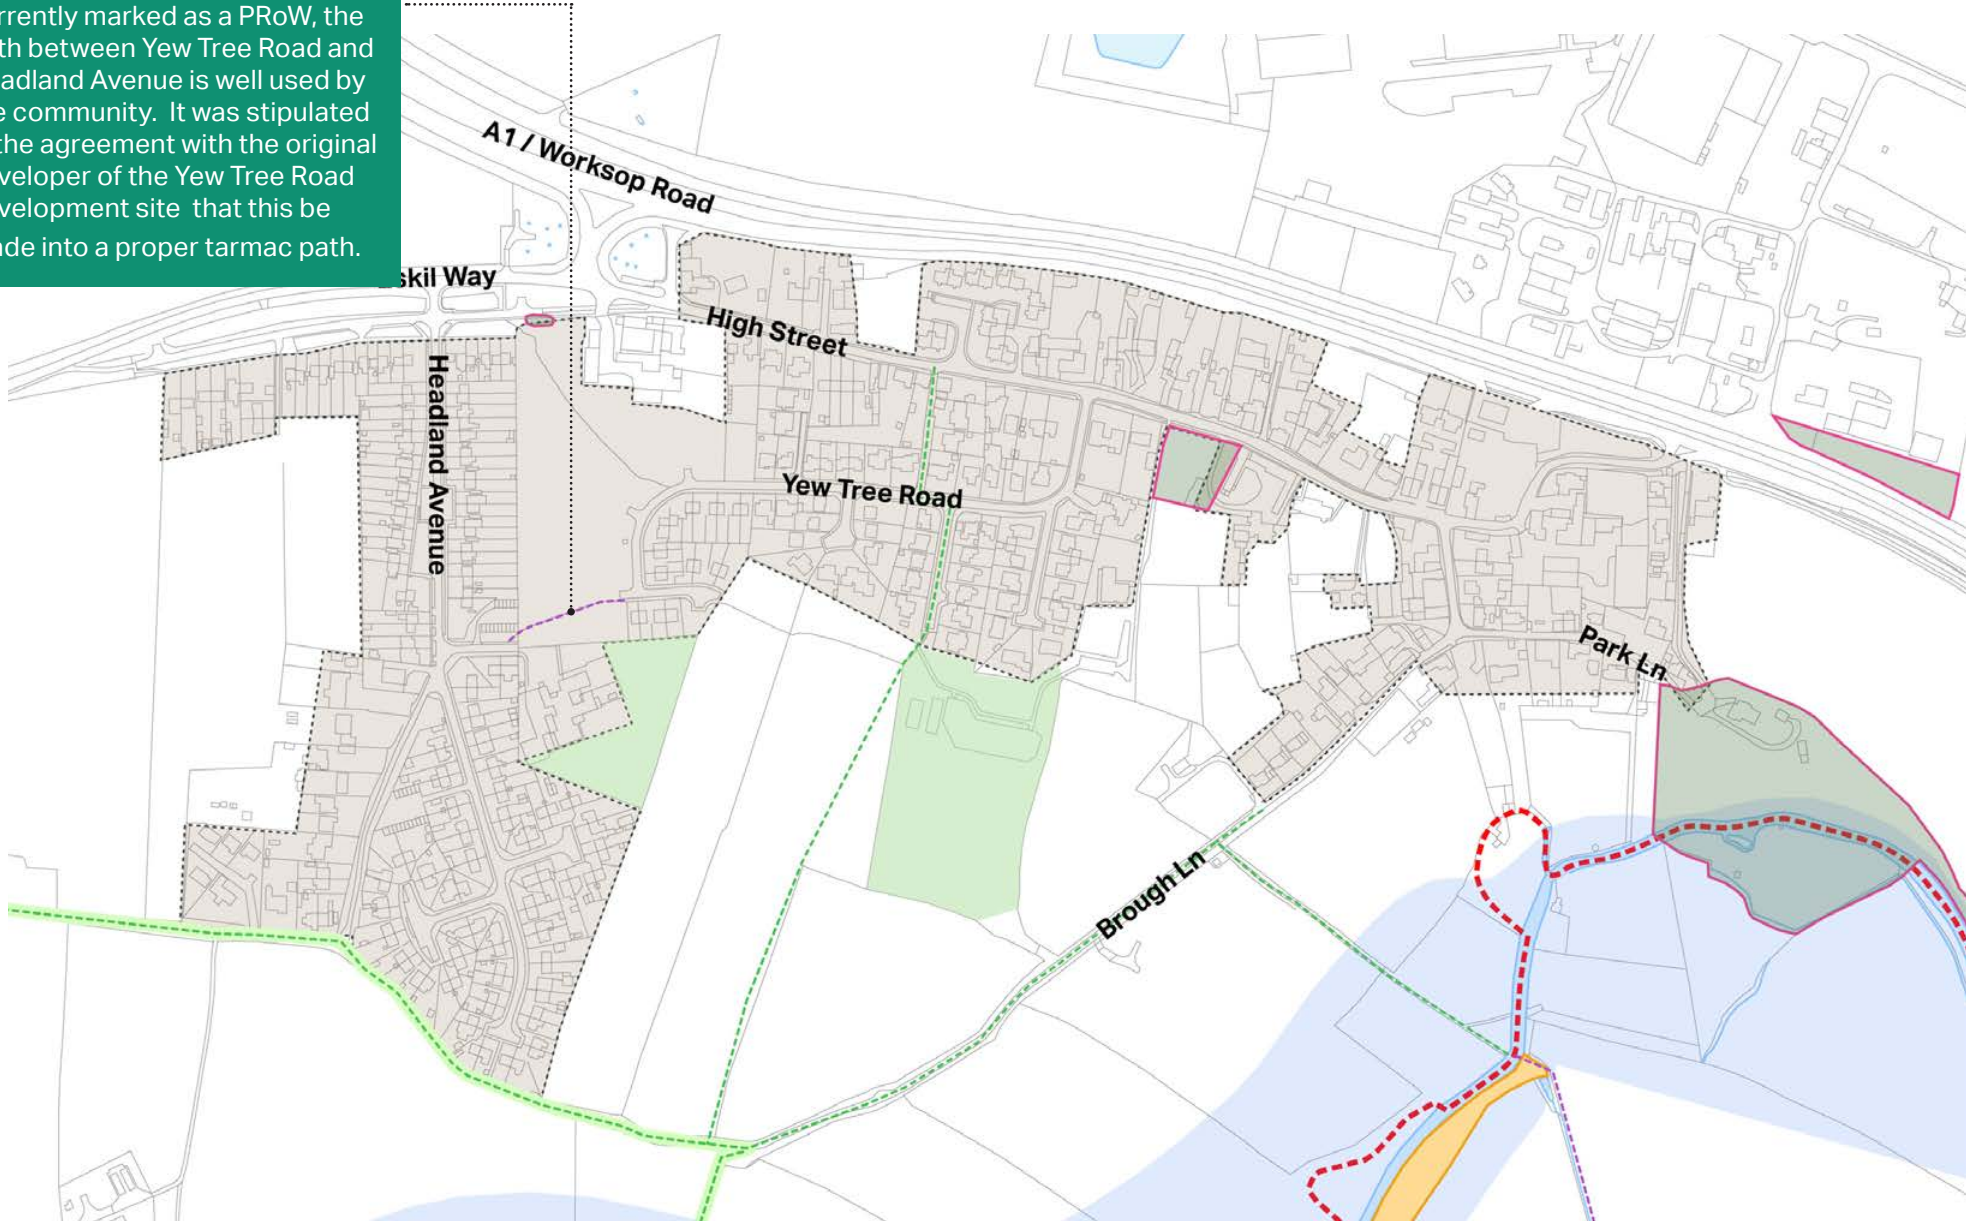 rrently marked as a PRoW, the
th between Yew Tree Road and
adland Avenue is well used by
e community. It was stipulated
the agreement with the original
veloper of the Yew Tree Road
velopment site that this be
de into a proper tarmac path.
A1 / Worksop Road
skil Way
High Street
Headland Avenue
Yew Tree Road
Park Ln
Brough Ln